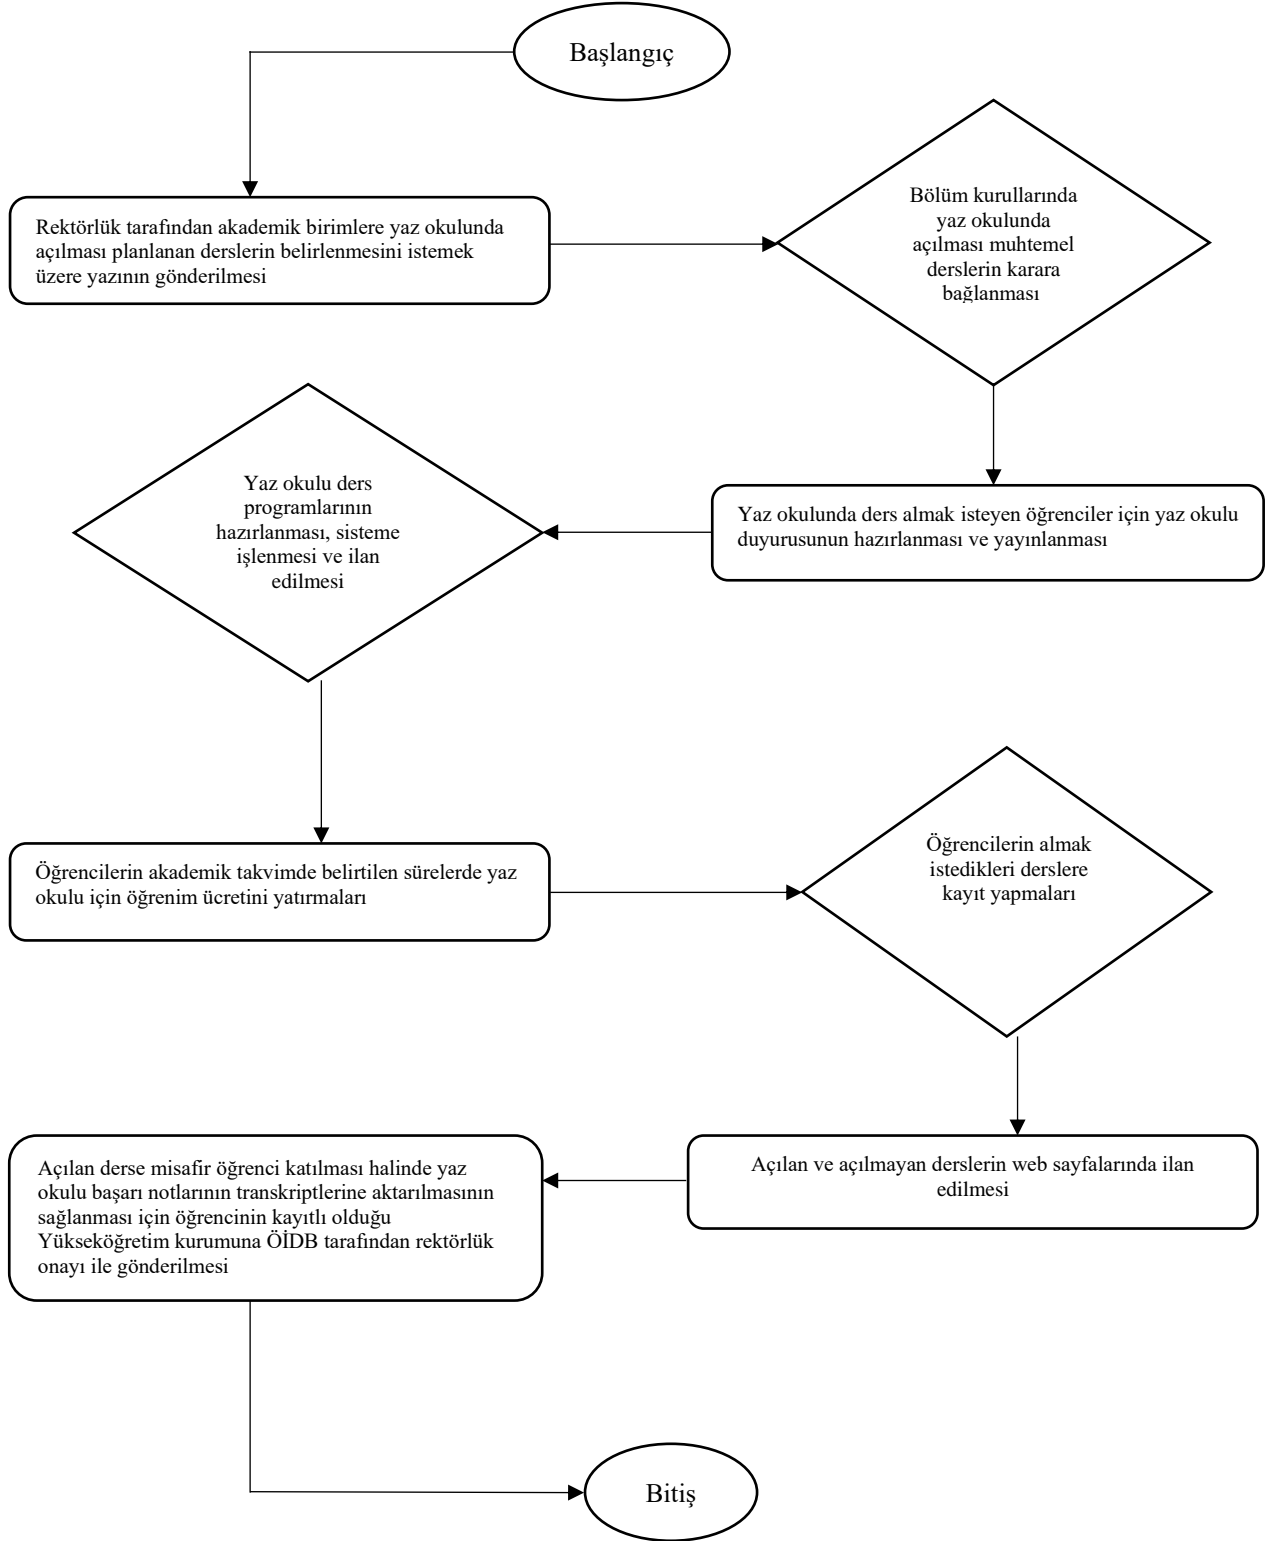 Başlangıç
Rektörlük tarafından akademik birimlere yaz okulunda
açılması planlanan derslerin belirlenmesini istemek
üzere yazının gönderilmesi
Bölüm kurullarında
yaz okulunda
açılması muhtemel
derslerin karara
bağlanması
Yaz okulunda ders almak isteyen öğrenciler için yaz okulu
duyurusunun hazırlanması ve yayınlanması
Yaz okulu ders
programlarının
hazırlanması, sisteme
işlenmesi ve ilan
edilmesi
Öğrencilerin akademik takvimde belirtilen sürelerde yaz
okulu için öğrenim ücretini yatırmaları
Öğrencilerin almak
istedikleri derslere
kayıt yapmaları
Açılan ve açılmayan derslerin web sayfalarında ilan
edilmesi
Açılan derse misafir öğrenci katılması halinde yaz
okulu başarı notlarının transkriptlerine aktarılmasının
sağlanması için öğrencinin kayıtlı olduğu
Yükseköğretim kurumuna ÖİDB tarafından rektörlük
onayı ile gönderilmesi
Bitiş